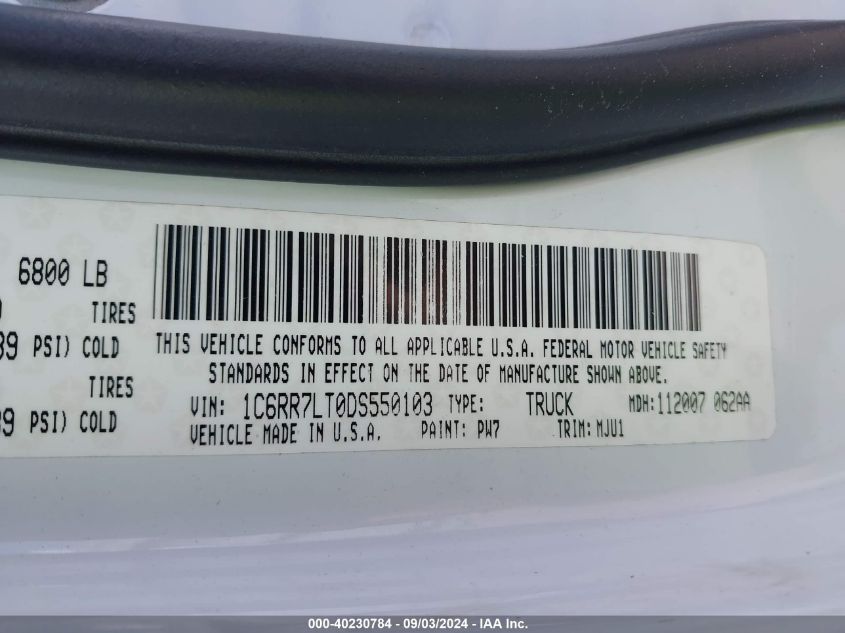 6800 LB
TIRES
39 PSI) COLD
TIRES
39 PSI) COLD
THIS VEHICLE CONFORMS TO ALL APPLICABLE U.S.A. FEDERAL MOTOR VEHICLE SAFETY
STANDARDS IN EFFECT ON THE DATE OF MANUFACTURE SHOWN ABOVE.
VIN: 1C6RR7LT0DS550103 TYPE: TRUCK MDH:112007 062AA
VEHICLE MADE IN U.S.A. PAINT: PW7 TRIM: MJU1
000-40230784 - 09/03/2024 - IAA Inc.